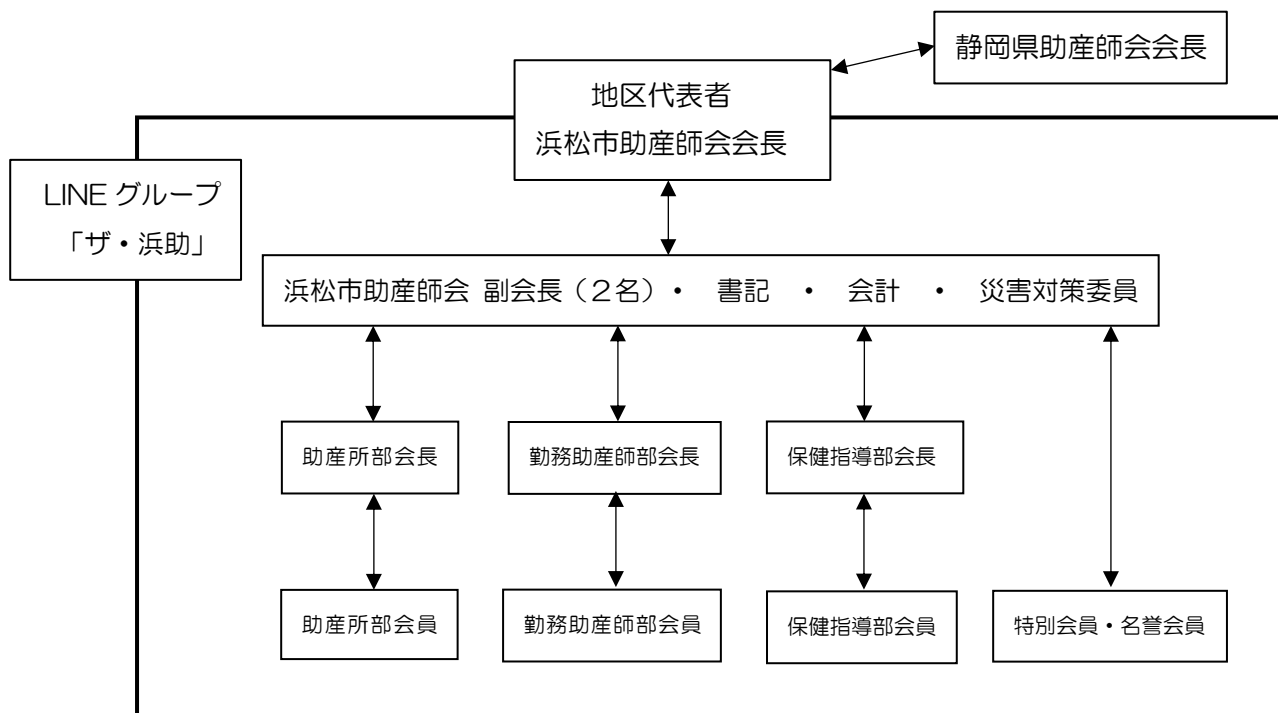 静岡県助産師会会長
地区代表者
浜松市助産師会会長
LINE グループ
「ザ・浜助」
浜松市助産師会 副会長（２名）・ 書記 ・ 会計 ・ 災害対策委員
助産所部会長
勤務助産師部会長
保健指導部会長
助産所部会員
勤務助産師部会員
保健指導部会員
特別会員・名誉会員